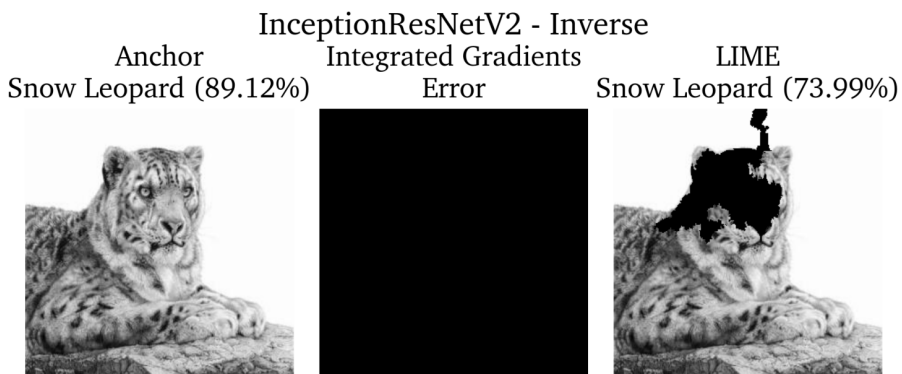 InceptionResNetV2 - Inverse
Anchor
Snow Leopard (89.12%)
Integrated Gradients
Error
LIME
Snow Leopard (73.99%)